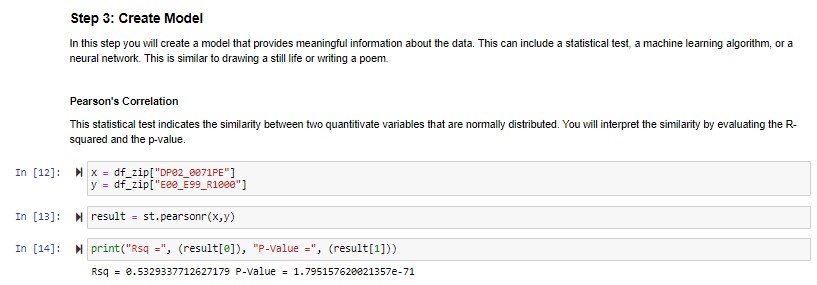 Step 3: Create Model
In this step you will create a model that provides meaningful information about the data. This can include a statistical test, a machine learning algorithm, or a
neural network. This is similar to drawing a still life or writing a poem.
Pearson's Correlation
This statistical test indicates the similarity between two quantitivate variables that are normally distributed. You will interpret the similarity by evaluating the R-
squared and the p-value.
In [12]: x = df_zip["DP02_0071PE"]
y = df_zip["E00_E99_R1000"]
In [13]: result = st.pearsonr(x,y)
In [14]: print("Rsq =", (result[0]), "P-Value =", (result[1]))
Rsq = 0.5329337712627179 P-Value = 1.795157620021357e-71